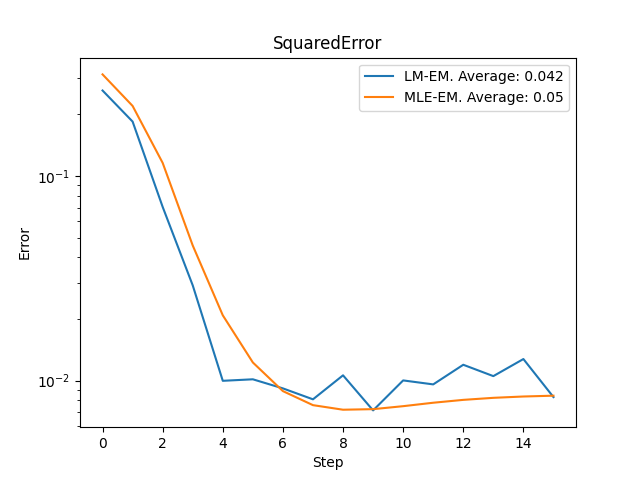 SquaredError
LM-EM. Average: 0.042
MLE-EM. Average: 0.05
Error
10⁻¹
10⁻²
0 2 4 6 8 10 12 14
Step